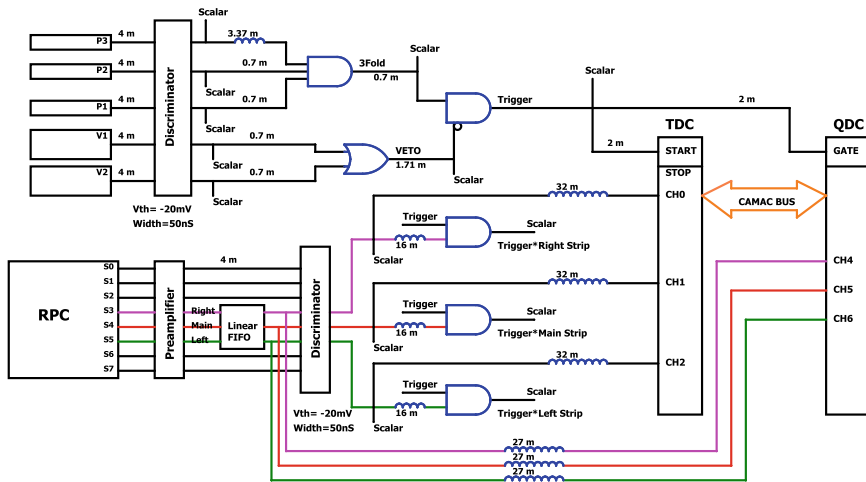 Scalar
3.37 m
P3
4 m
Scalar
P2
4 m
0.7 m
3Fold
0.7 m
Scalar
Scalar
P1
4 m
0.7 m
Trigger
2 m
Discriminator
Scalar
TDC
QDC
V1
4 m
0.7 m
VETO
1.71 m
2 m
START
GATE
Scalar
V2
4 m
0.7 m
Scalar
STOP
Vth= -20mV
Width=50nS
Scalar
32 m
CH0
CAMAC BUS
Trigger
Scalar
16 m
Trigger*Right Strip
Scalar
RPC
S0
S1
S2
S3
S4
S5
S6
S7
Preamplifier
4 m
Right
Main
Left
Linear
FIFO
Discriminator
Vth= -20mV
Width=50nS
32 m
CH1
Trigger
Scalar
16 m
Trigger*Main Strip
Scalar
32 m
CH2
Trigger
Scalar
16 m
Trigger*Left Strip
Scalar
CH4
CH5
CH6
27 m
27 m
27 m